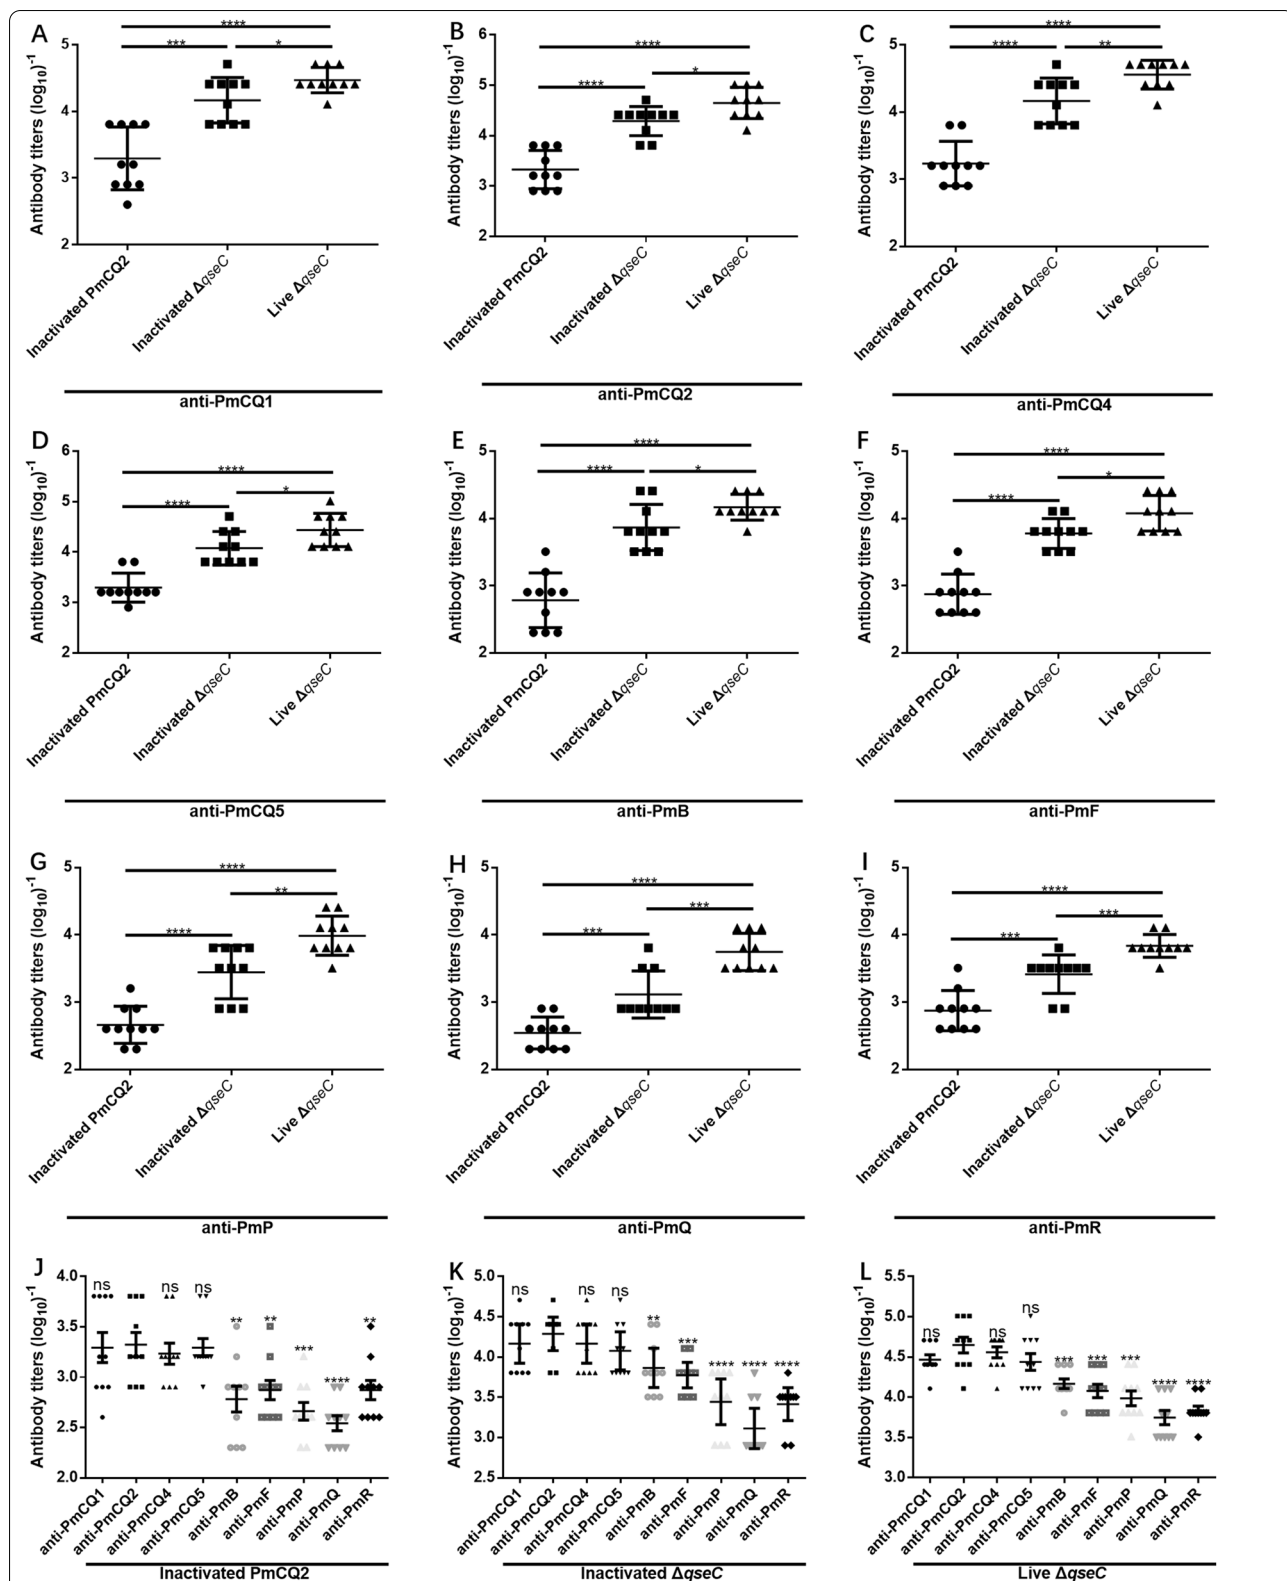 A
Antibody titers (log10)-1
5
4
3
2
****
***
*
Inactivated PmCQ2
Inactivated ΔqseC
Live ΔqseC
anti-PmCQ1
B
Antibody titers (log10)-1
6
5
4
3
2
****
****
*
Inactivated PmCQ2
Inactivated ΔqseC
Live ΔqseC
anti-PmCQ2
C
Antibody titers (log10)-1
5
4
3
2
****
****
**
Inactivated PmCQ2
Inactivated ΔqseC
Live ΔqseC
anti-PmCQ4
D
Antibody titers (log10)-1
6
5
4
3
2
****
****
*
Inactivated PmCQ2
Inactivated ΔqseC
Live ΔqseC
anti-PmCQ5
E
Antibody titers (log10)-1
5
4
3
2
****
****
*
Inactivated PmCQ2
Inactivated ΔqseC
Live ΔqseC
anti-PmB
F
Antibody titers (log10)-1
5
4
3
2
****
****
*
Inactivated PmCQ2
Inactivated ΔqseC
Live ΔqseC
anti-PmF
G
Antibody titers (log10)-1
5
4
3
2
****
****
**
Inactivated PmCQ2
Inactivated ΔqseC
Live ΔqseC
anti-PmP
H
Antibody titers (log10)-1
5
4
3
2
****
***
***
Inactivated PmCQ2
Inactivated ΔqseC
Live ΔqseC
anti-PmQ
I
Antibody titers (log10)-1
5
4
3
2
****
***
***
Inactivated PmCQ2
Inactivated ΔqseC
Live ΔqseC
anti-PmR
J
Antibody titers (log10)-1
4.0
3.5
3.0
2.5
2.0
ns ns ns ** ** *** **** **
anti-PmCQ1
anti-PmCQ2
anti-PmCQ4
anti-PmCQ5
anti-PmB
anti-PmF
anti-PmP
anti-PmQ
anti-PmR
Inactivated PmCQ2
K
Antibody titers (log10)-1
5.0
4.5
4.0
3.5
3.0
2.5
ns ns ns ** *** **** **** ****
anti-PmCQ1
anti-PmCQ2
anti-PmCQ4
anti-PmCQ5
anti-PmB
anti-PmF
anti-PmP
anti-PmQ
anti-PmR
Inactivated ΔqseC
L
Antibody titers (log10)-1
5.5
5.0
4.5
4.0
3.5
3.0
ns ns ns *** *** *** **** ****
anti-PmCQ1
anti-PmCQ2
anti-PmCQ4
anti-PmCQ5
anti-PmB
anti-PmF
anti-PmP
anti-PmQ
anti-PmR
Live ΔqseC